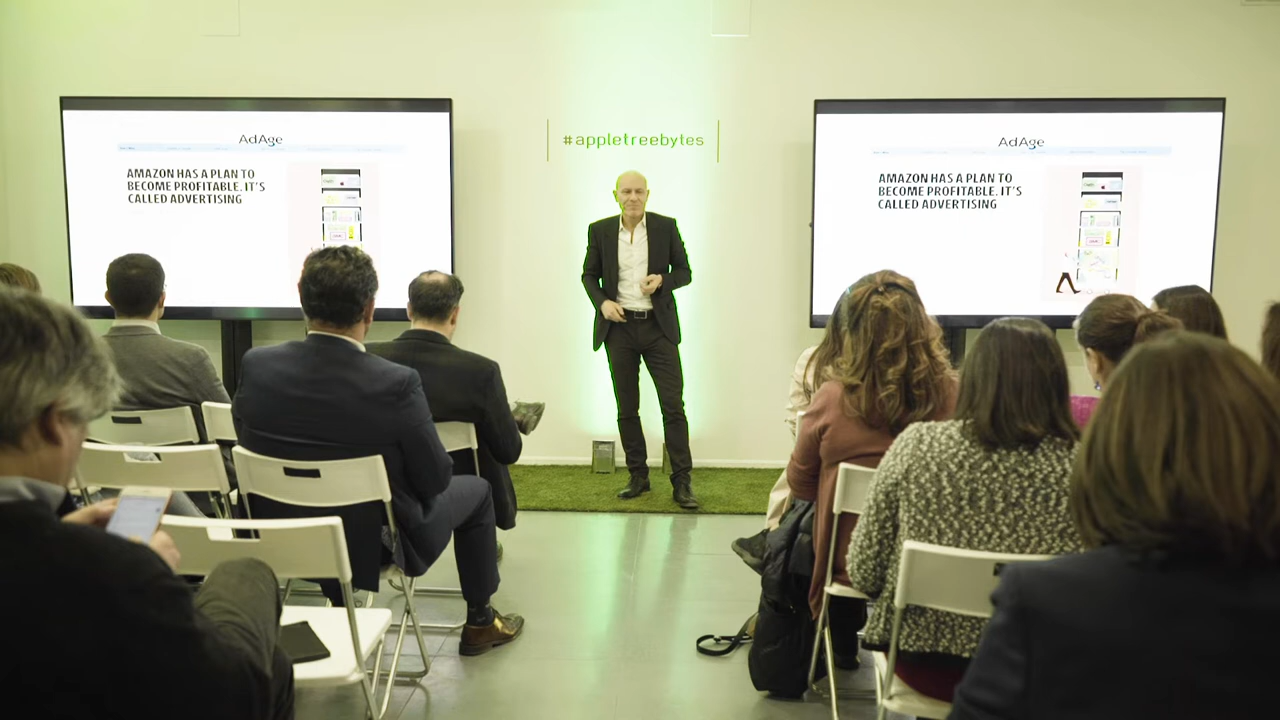 AdAge
AMAZON HAS A PLAN TO
BECOME PROFITABLE. IT'S
CALLED ADVERTISING
#appletreebytes
AdAge
AMAZON HAS A PLAN TO
BECOME PROFITABLE. IT'S
CALLED ADVERTISING